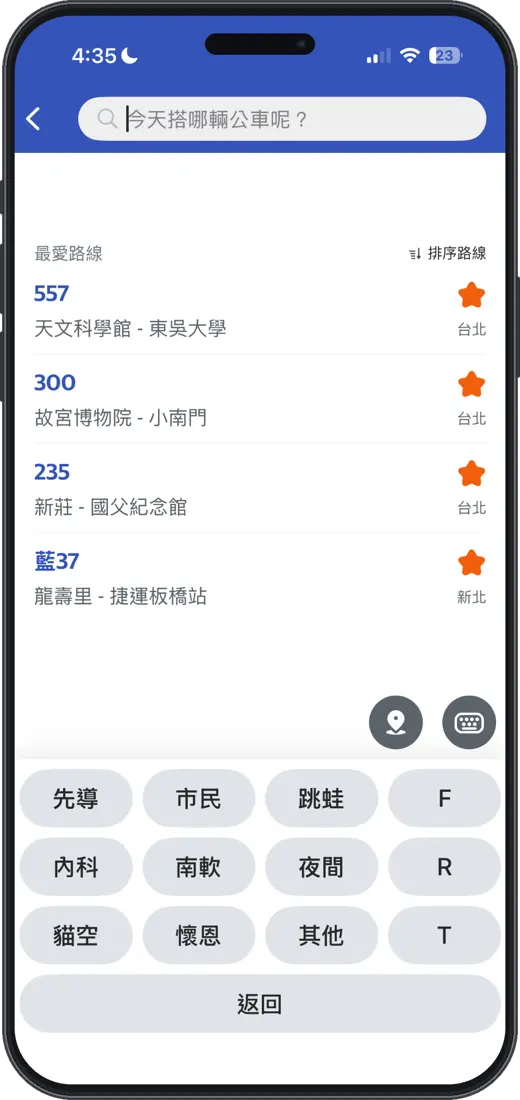 4:35
23
今天搭哪輛公車呢？
最愛路線 排序路線
557
天文科學館 - 東吳大學 台北
300
故宮博物院 - 小南門 台北
235
新莊 - 國父紀念館 台北
藍37
龍壽里 - 捷運板橋站 新北
先導 市民 跳蛙 F
內科 南軟 夜間 R
貓空 懷恩 其他 T
返回